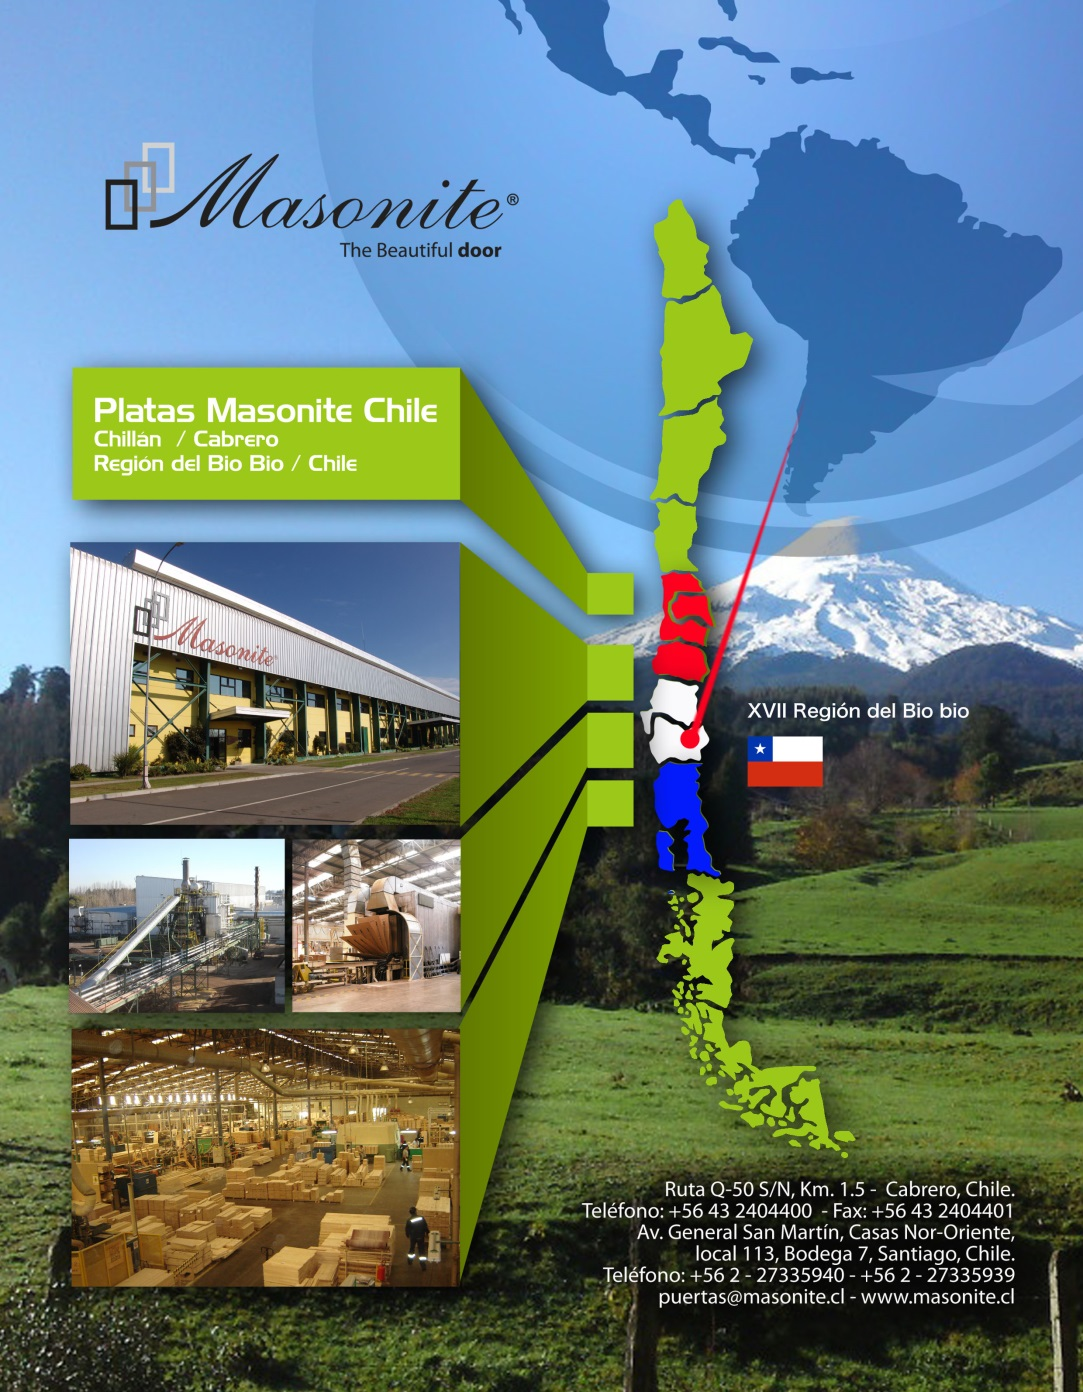 Masonite®
The Beautiful door
Platas Masonite Chile
Chillán / Cabrero
Región del Bio Bio / Chile
Masonite
XVII Región del Bio bio
Ruta Q-50 S/N, Km. 1.5 - Cabrero, Chile.
Teléfono: +56 43 2404400 - Fax: +56 43 2404401
Av. General San Martín, Casas Nor-Oriente,
local 113, Bodega 7, Santiago, Chile.
Teléfono: +56 2 - 27335940 - +56 2 - 27335939
puertas@masonite.cl - www.masonite.cl